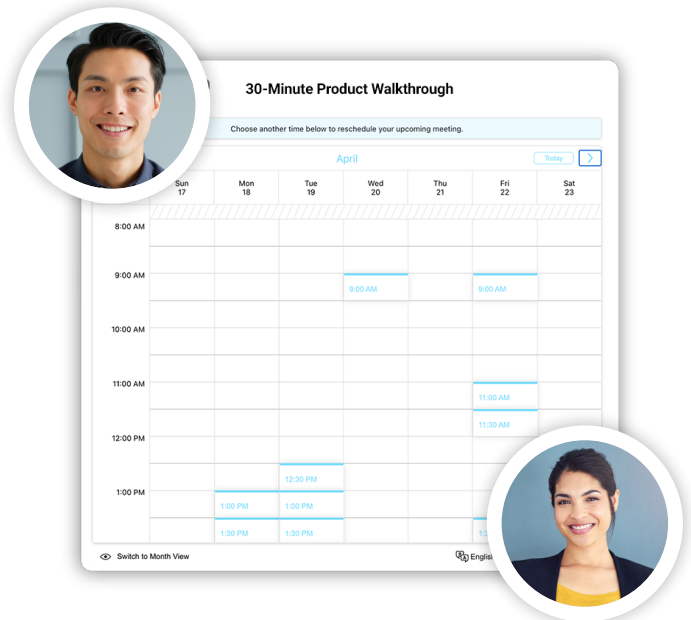 30-Minute Product Walkthrough
Choose another time below to reschedule your upcoming meeting.
April
Today
Sun Mon Tue Wed Thu Fri Sat
17 18 19 20 21 22 23
8:00 AM
9:00 AM
9:00 AM 9:00 AM
10:00 AM
11:00 AM
11:00 AM
11:30 AM
12:00 PM
12:30 PM
1:00 PM
1:00 PM 1:00 PM
1:30 PM 1:30 PM
Switch to Month View
English